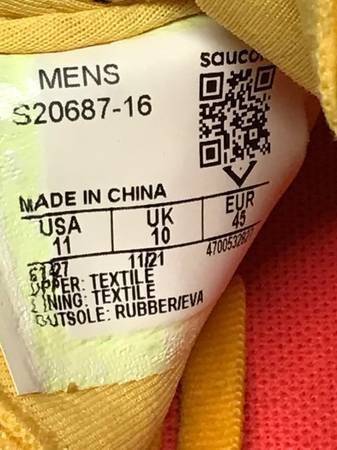 saucony
MENS
S20687-16
MADE IN CHINA
USA UK EUR
11 10 45
11/21
UPPER: TEXTILE
LINING: TEXTILE
OUTSOLE: RUBBER/EVA